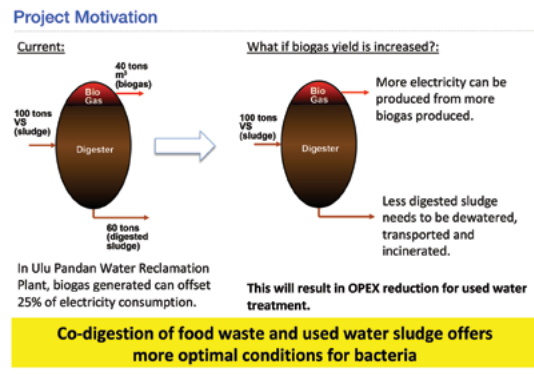 Project Motivation
Current:
40 tons
m³
(biogas)
Bio
Gas
100 tons
VS
(sludge)
Digester
60 tons
(digested
sludge)
In Ulu Pandan Water Reclamation
Plant, biogas generated can offset
25% of electricity consumption.
What if biogas yield is increased?:
Bio
Gas
100 tons
VS
(sludge)
Digester
More electricity can be
produced from more
biogas produced.
Less digested sludge
needs to be dewatered,
transported and
incinerated.
This will result in OPEX reduction for used water
treatment.
Co-digestion of food waste and used water sludge offers
more optimal conditions for bacteria